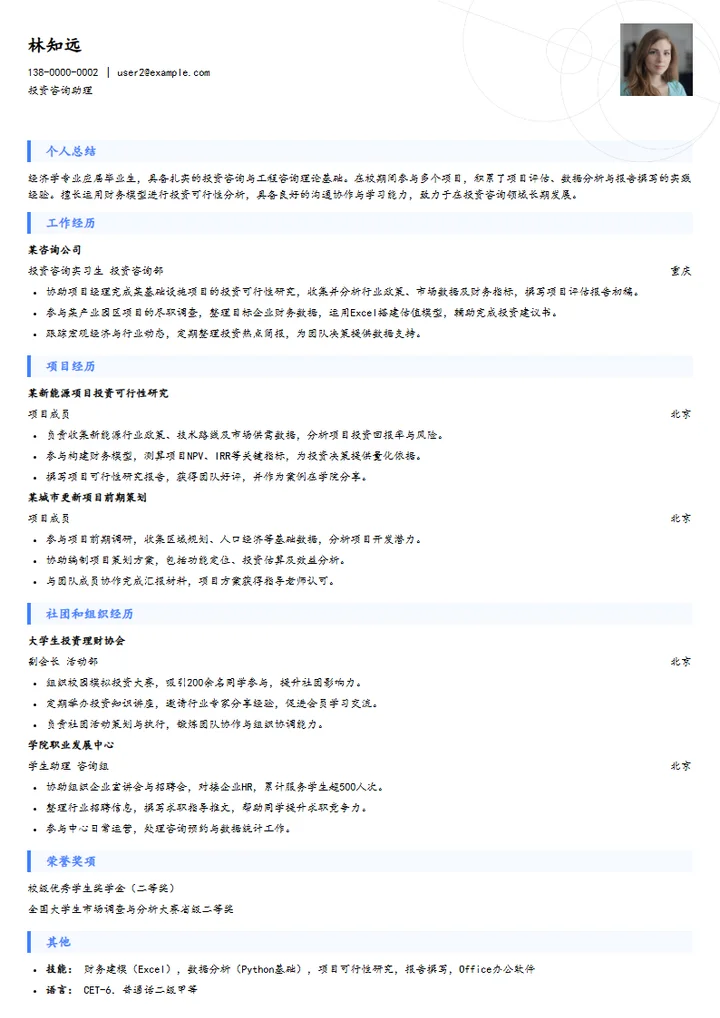 林知远
138-0000-0002 | user2@example.com
投资咨询助理
个人总结
经济学专业应届毕业生，具备扎实的投资咨询与工程咨询理论基础。在校期间参与多个项目，积累了项目评估、数据分析与报告撰写的实践
经验。擅长运用财务模型进行投资可行性分析，具备良好的沟通协作与学习能力，致力于在投资咨询领域长期发展。
工作经历
某咨询公司
投资咨询实习生 投资咨询部 重庆
• 协助项目经理完成某基础设施项目的投资可行性研究，收集并分析行业政策、市场数据及财务指标，撰写项目评估报告初稿。
• 参与某产业园区项目的尽职调查，整理目标企业财务数据，运用Excel搭建估值模型，辅助完成投资建议书。
• 跟踪宏观经济与行业动态，定期整理投资热点简报，为团队决策提供数据支持。
项目经历
某新能源项目投资可行性研究
项目成员 北京
• 负责收集新能源行业政策、技术路线及市场供需数据，分析项目投资回报率与风险。
• 参与构建财务模型，测算项目NPV、IRR等关键指标，为投资决策提供量化依据。
• 撰写项目可行性研究报告，获得团队好评，并作为案例在学院分享。
某城市更新项目前期策划
项目成员 北京
• 参与项目前期调研，收集区域规划、人口经济等基础数据，分析项目开发潜力。
• 协助编制项目策划方案，包括功能定位、投资估算及效益分析。
• 与团队成员协作完成汇报材料，项目方案获得指导老师认可。
社团和组织经历
大学生投资理财协会
副会长 活动部 北京
• 组织校园模拟投资大赛，吸引200余名同学参与，提升社团影响力。
• 定期举办投资知识讲座，邀请行业专家分享经验，促进会员学习交流。
• 负责社团活动策划与执行，锻炼团队协作与组织协调能力。
学院职业发展中心
学生助理 咨询组 北京
• 协助组织企业宣讲会与招聘会，对接企业HR，累计服务学生超500人次。
• 整理行业招聘信息，撰写求职指导推文，帮助同学提升求职竞争力。
• 参与中心日常运营，处理咨询预约与数据统计工作。
荣誉奖项
校级优秀学生奖学金（二等奖）
全国大学生市场调查与分析大赛省级二等奖
其他
• 技能： 财务建模（Excel），数据分析（Python基础），项目可行性研究，报告撰写，Office办公软件
• 语言： CET-6，普通话二级甲等